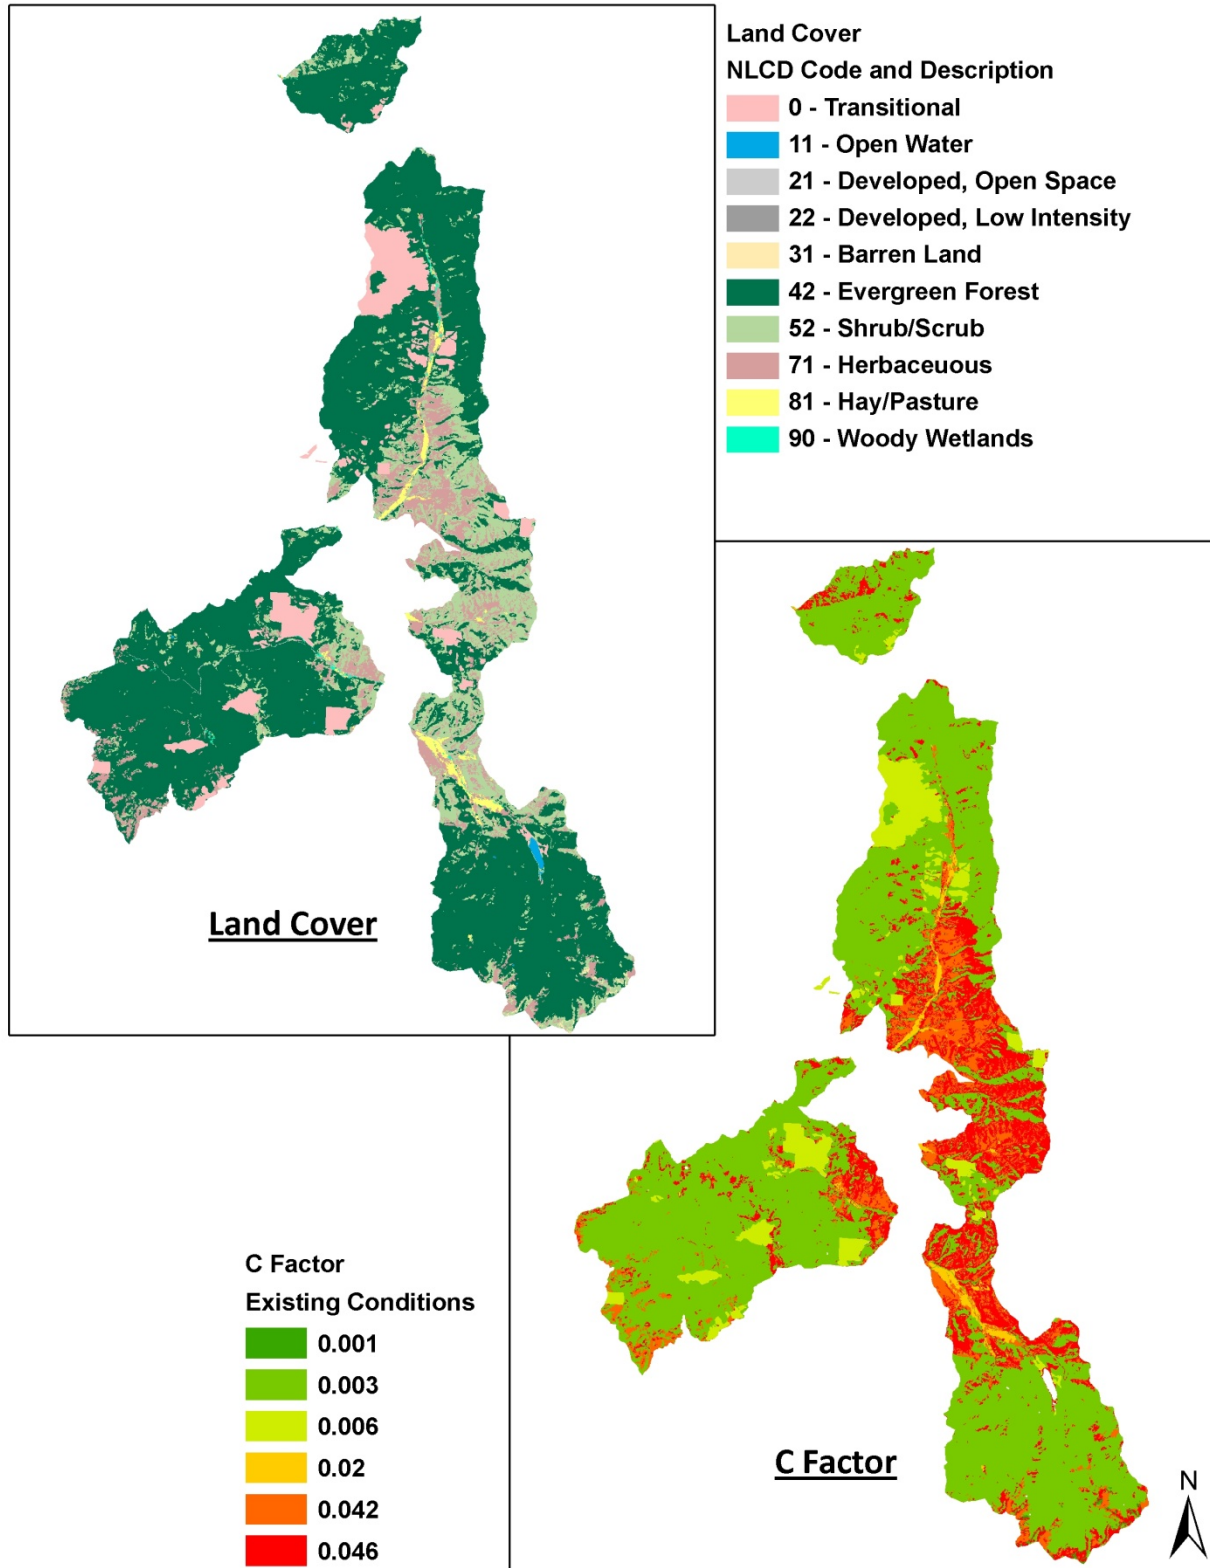 Land Cover
NLCD Code and Description
0 - Transitional
11 - Open Water
21 - Developed, Open Space
22 - Developed, Low Intensity
31 - Barren Land
42 - Evergreen Forest
52 - Shrub/Scrub
71 - Herbaceuous
81 - Hay/Pasture
90 - Woody Wetlands
Land Cover
C Factor
Existing Conditions
0.001
0.003
0.006
0.02
0.042
0.046
C Factor
N